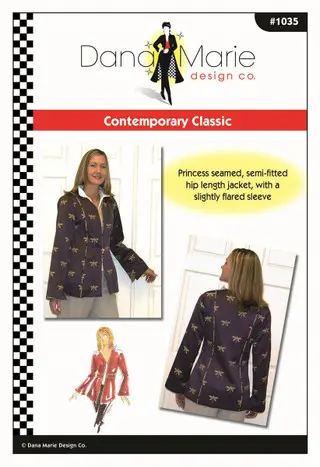 #1035
Dana Marie
design co.
Contemporary Classic
Princess seamed, semi-fitted
hip length jacket, with a
slightly flared sleeve
© Dana Marie Design Co.